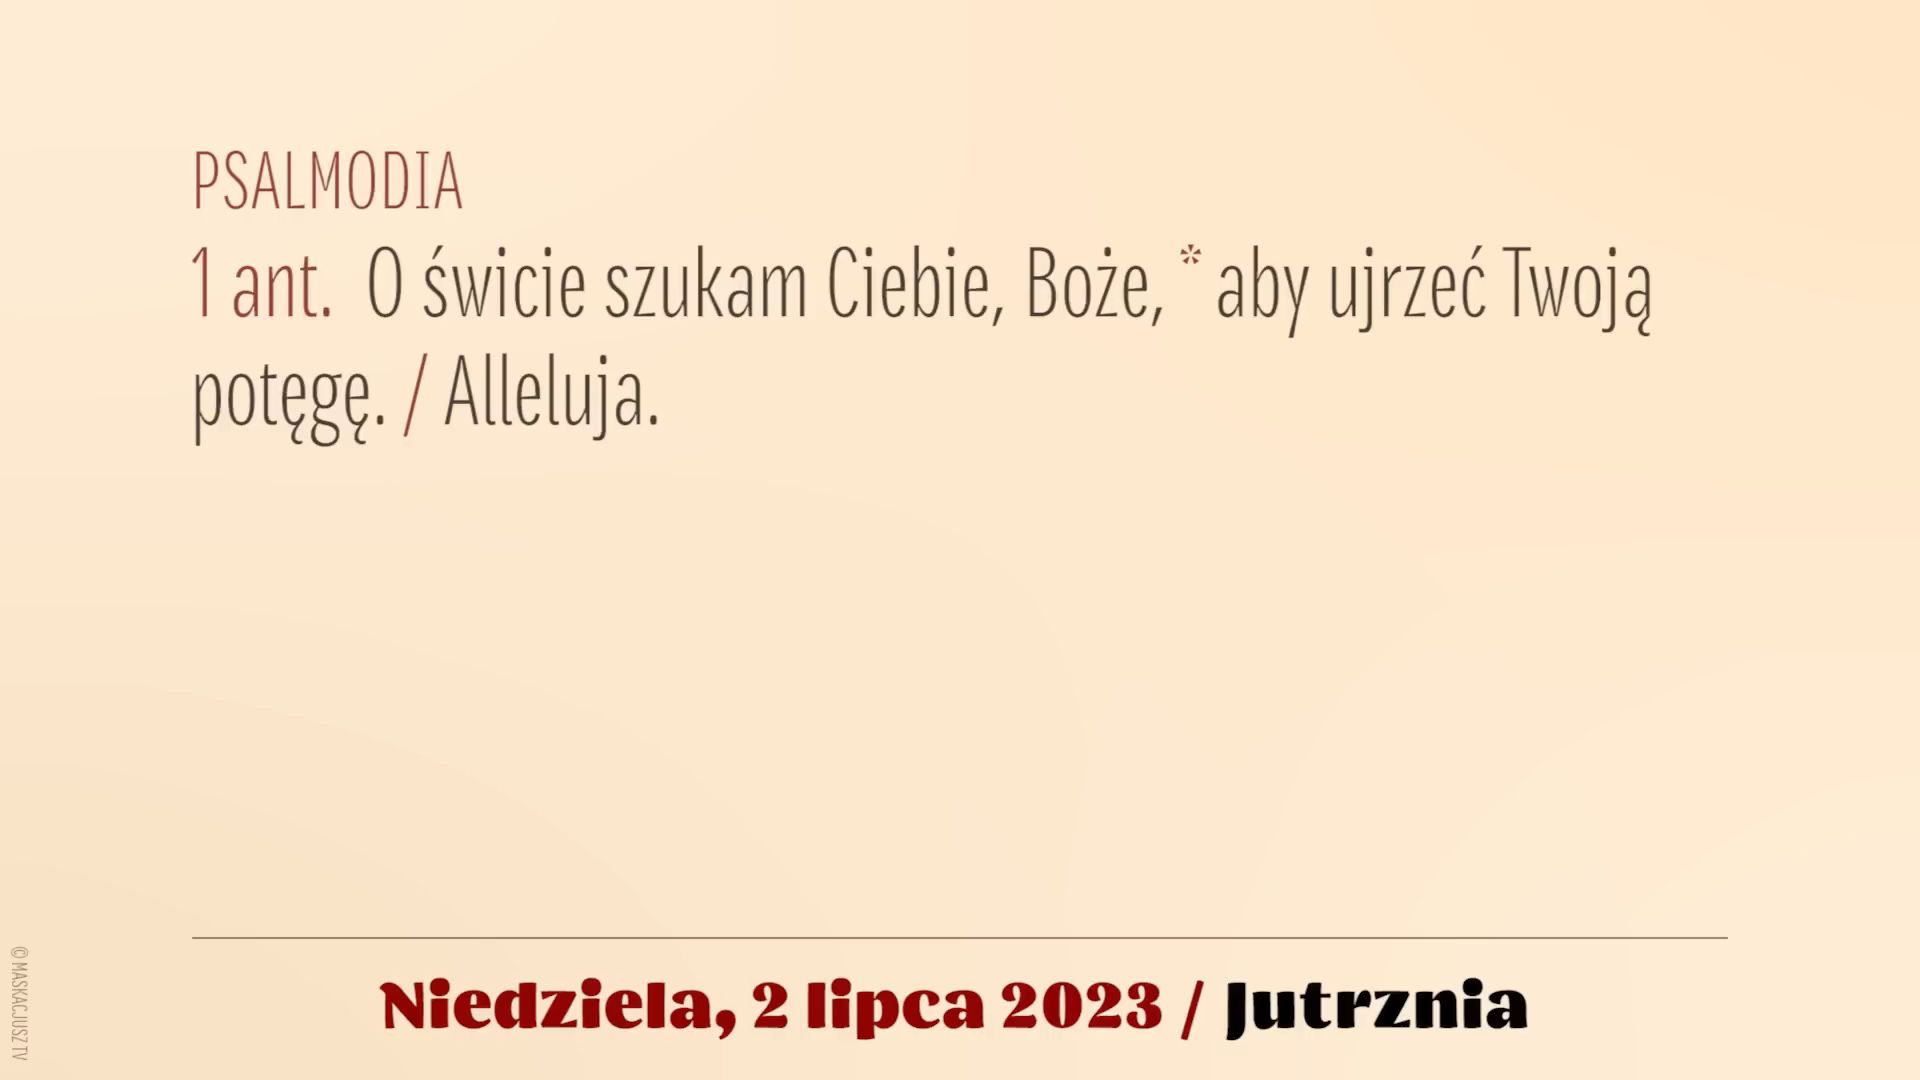 PSALMODIA
1 ant. O świcie szukam Ciebie, Boże, * aby ujrzeć Twoją
potęgę. / Alleluja.
Niedziela, 2 lipca 2023 / Jutrznia
© MASKACJUSZ TV